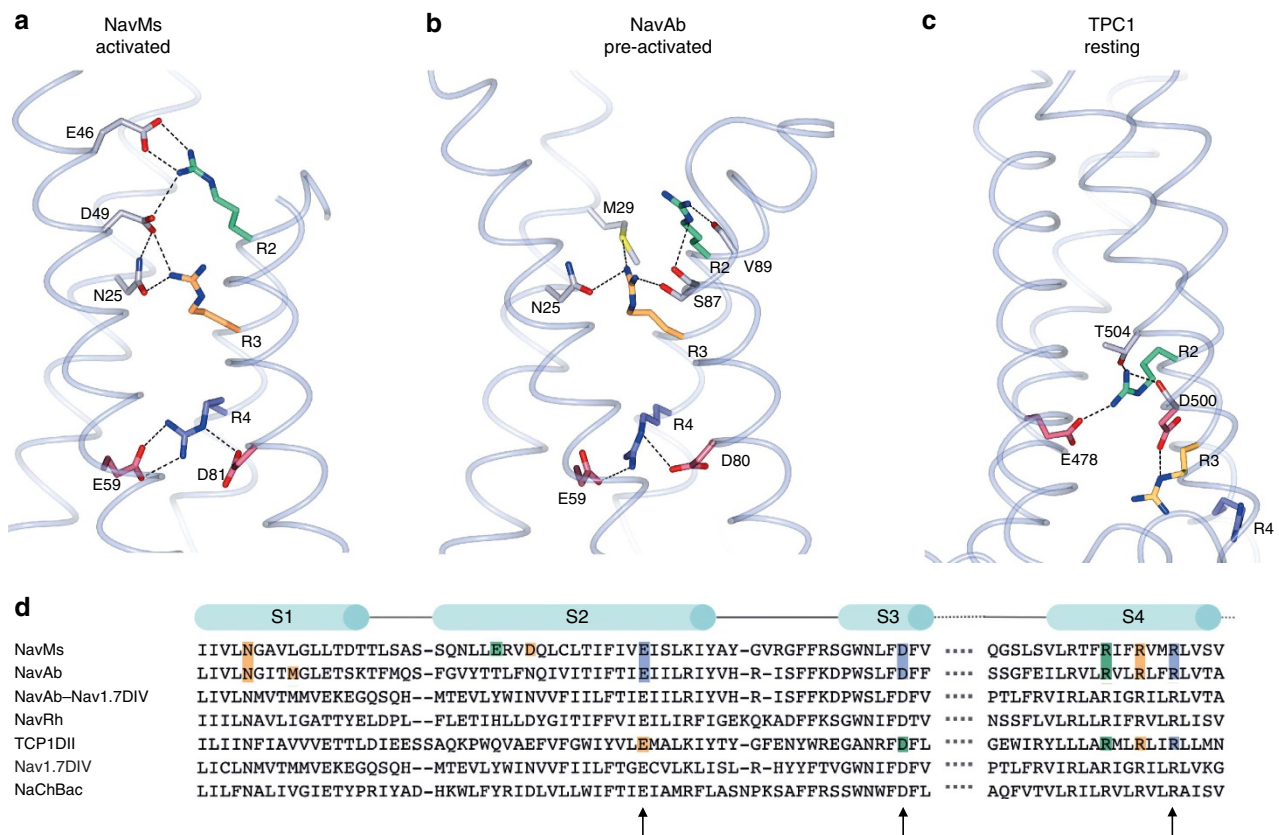 a
NavMs
activated
b
NavAb
pre-activated
c
TPC1
resting
E46
D49
N25
R2
R3
R4
E59
D81
M29
N25
R2
V89
S87
R3
R4
E59
D80
T504
R2
D500
E478
R3
R4
d
S1
S2
S3
S4
NavMs IIVLNGAVLGLLTDTTLSAS-SQNLLERVDQLCLTIFIVEISLKIYAY-GVRGFFRSGWNLFDFV QGSLSVLRTFRIFRVMRLVSV
NavAb LIVLNGITMGLETSKTFMQS-FGVYTTLFNQIVITIFTIEIILRIYVH-R-ISFFKDPWSLFDFF SSGFEILRVLRVLRLFRLVTA
NavAb–Nav1.7DIV LIVLNMVTMMVEKEGQSQH--MTEVLYWINVVFIILFTIEIILRIYVH-R-ISFFKDPWSLFDFV PTLFRVIRLARIGRILRLVTA
NavRh IIILNAVLIGATTYELDPL--FLETIHLLDYGITIFFVIEILIRFIGEKQKADFFKSGWNIFDTV NSSFLVLRLLRIFRVLRLISV
TCP1DII ILIINFIAVVVETTLDIEESSAQKPWQVAEFVFGWIYVLEMALKIYTY-GFENYWREGANRFDFL GEWIRYLLLARMLRLIRLLMN
Nav1.7DIV LICLNMVTMMVEKEGQSQH--MTEVLYWINVVFIILFTGECVLKLISL-R-HYYFTVGWNIFDFV PTLFRVIRLARIGRILRLVKG
NaChBac LILFNALIVGIETYPRIYAD-HKWLFYRIDLVLLWIFTIEIAMRFLASNPKSAFFRSSWNWFDFL AQFVTVLRILRVLRVLRAISV